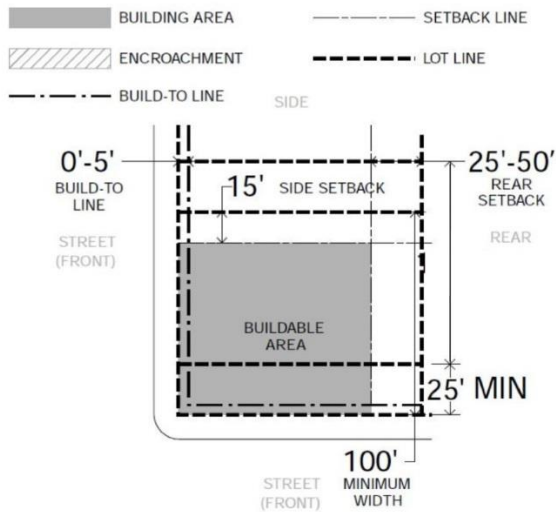 BUILDING AREA
SETBACK LINE
ENCROACHMENT
LOT LINE
BUILD-TO LINE
SIDE
0'-5'
BUILD-TO
LINE
15'
SIDE SETBACK
25'-50'
REAR
SETBACK
STREET
(FRONT)
REAR
BUILDABLE
AREA
25' MIN
100'
MINIMUM
WIDTH
STREET
(FRONT)